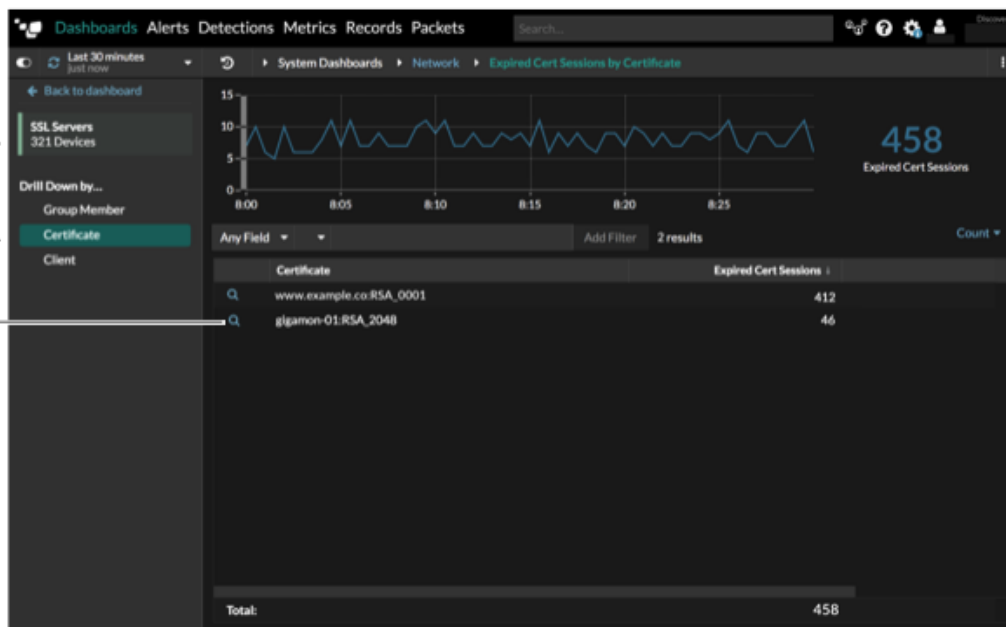 Dashboards Alerts Detections Metrics Records Packets Search...
Discove
Last 30 minutes
just now
System Dashboards Network Expired Cert Sessions by Certificate
Back to dashboard
SSL Servers
321 Devices
Drill Down by...
Group Member
Certificate
Client
15
10
5
0
8:00 8:05 8:10 8:15 8:20 8:25
458
Expired Cert Sessions
Any Field Add Filter 2 results Count
Certificate Expired Cert Sessions
www.example.co:RSA_0001 412
gigamon-01:RSA_2048 46
Total: 458